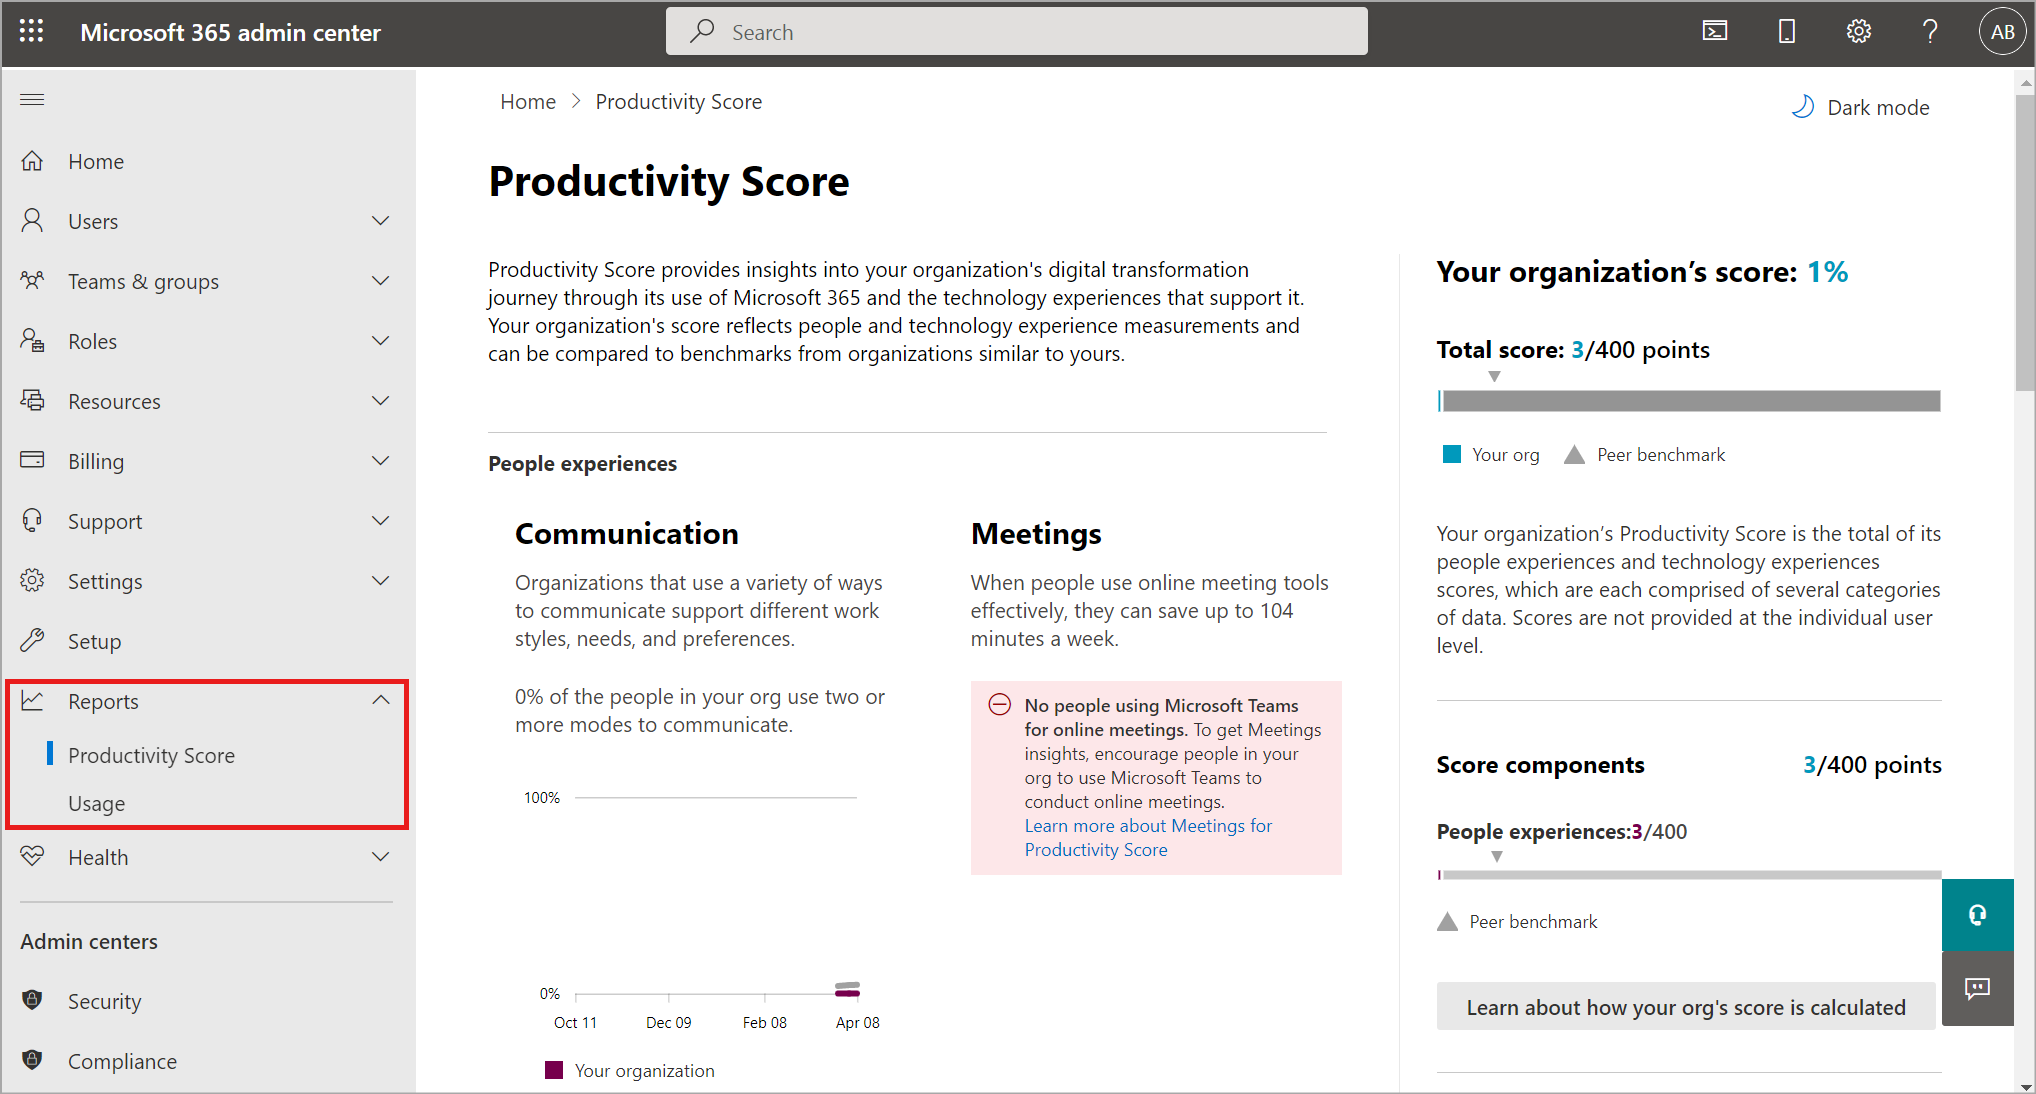 Microsoft 365 admin center
Search
AB
Home
Users
Teams & groups
Roles
Resources
Billing
Support
Settings
Setup
Reports
Productivity Score
Usage
Health
Admin centers
Security
Compliance
Home > Productivity Score
Dark mode
Productivity Score
Productivity Score provides insights into your organization's digital transformation
journey through its use of Microsoft 365 and the technology experiences that support it.
Your organization's score reflects people and technology experience measurements and
can be compared to benchmarks from organizations similar to yours.
People experiences
Communication
Organizations that use a variety of ways
to communicate support different work
styles, needs, and preferences.
0% of the people in your org use two or
more modes to communicate.
100%
0%
Oct 11 Dec 09 Feb 08 Apr 08
Your organization
Meetings
When people use online meeting tools
effectively, they can save up to 104
minutes a week.
No people using Microsoft Teams
for online meetings. To get Meetings
insights, encourage people in your
org to use Microsoft Teams to
conduct online meetings.
Learn more about Meetings for
Productivity Score
Your organization’s score: 1%
Total score: 3/400 points
Your org Peer benchmark
Your organization’s Productivity Score is the total of its
people experiences and technology experiences
scores, which are each comprised of several categories
of data. Scores are not provided at the individual user
level.
Score components 3/400 points
People experiences:3/400
Peer benchmark
Learn about how your org's score is calculated